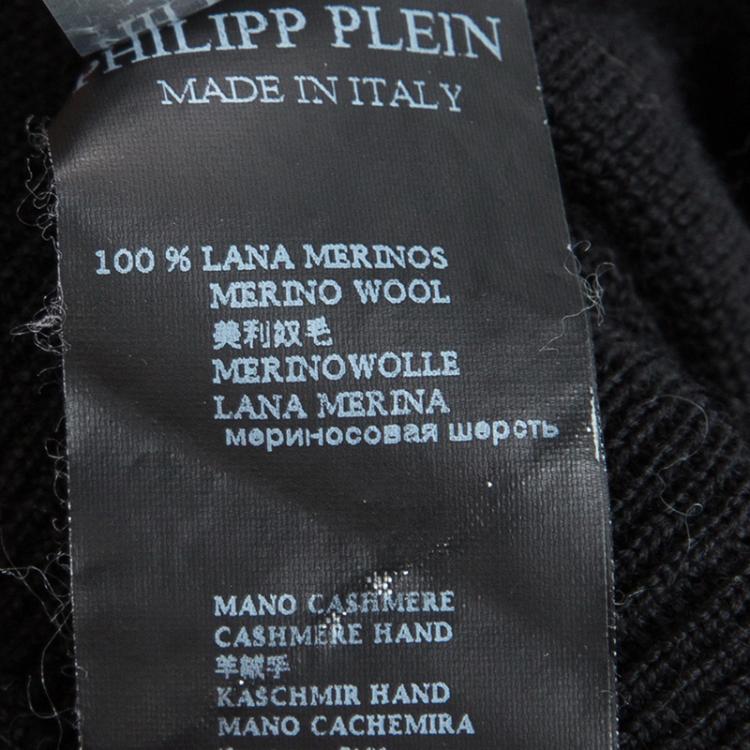 PHILIPP PLEIN
MADE IN ITALY
100 % LANA MERINOS
MERINO WOOL
美利奴毛
MERINOWOLLE
LANA MERINA
мериносовая шерсть
MANO CASHMERE
CASHMERE HAND
羊絨手
KASCHMIR HAND
MANO CACHEMIRA